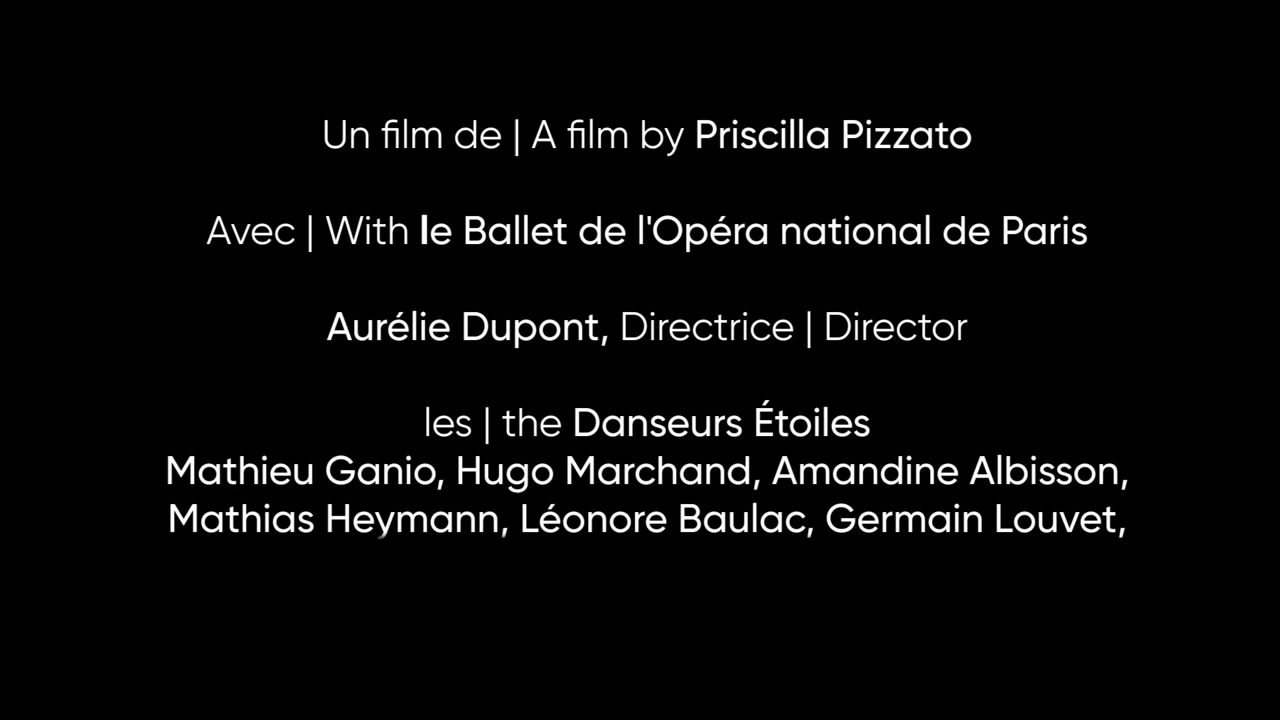 Un film de | A film by Priscilla Pizzato
Avec | With le Ballet de l'Opéra national de Paris
Aurélie Dupont, Directrice | Director
les | the Danseurs Étoiles
Mathieu Ganio, Hugo Marchand, Amandine Albisson,
Mathias Heymann, Léonore Baulac, Germain Louvet,